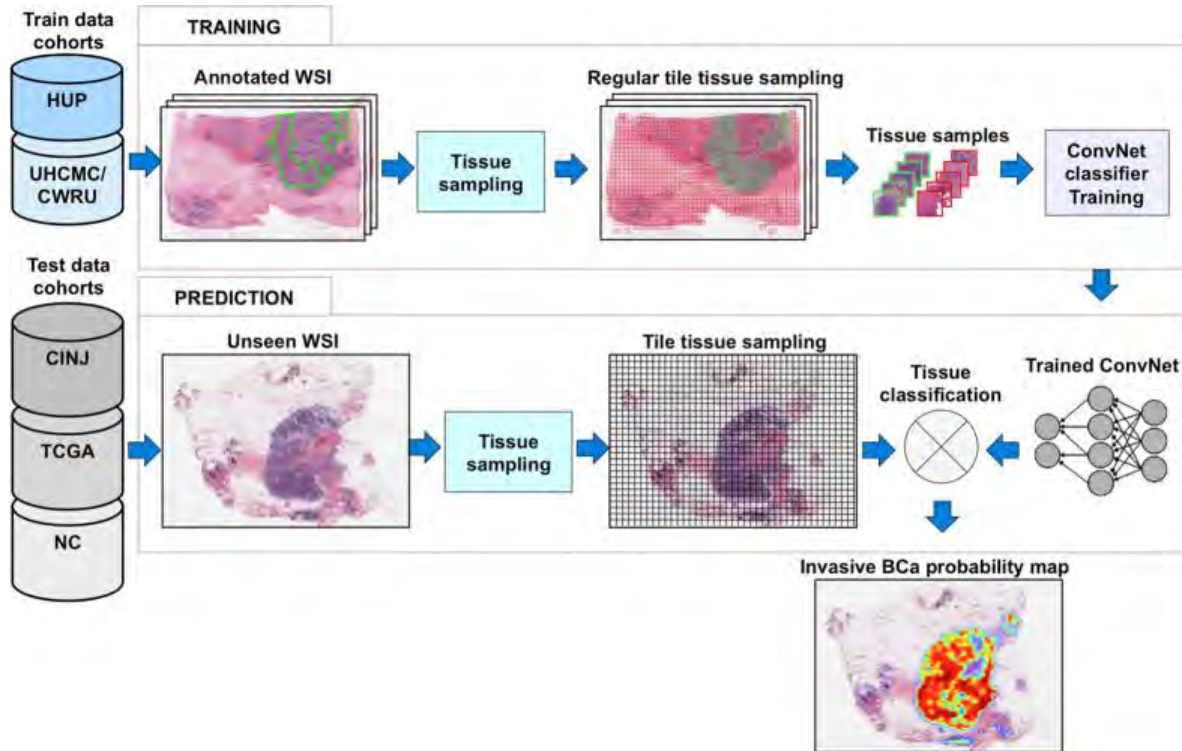 Train data
cohorts
HUP
UHCMC/
CWRU
TRAINING
Annotated WSI
Tissue
sampling
Regular tile tissue sampling
Tissue samples
ConvNet
classifier
Training
Test data
cohorts
CINJ
TCGA
NC
PREDICTION
Unseen WSI
Tissue
sampling
Tile tissue sampling
Tissue
classification
Trained ConvNet
Invasive BCa probability map